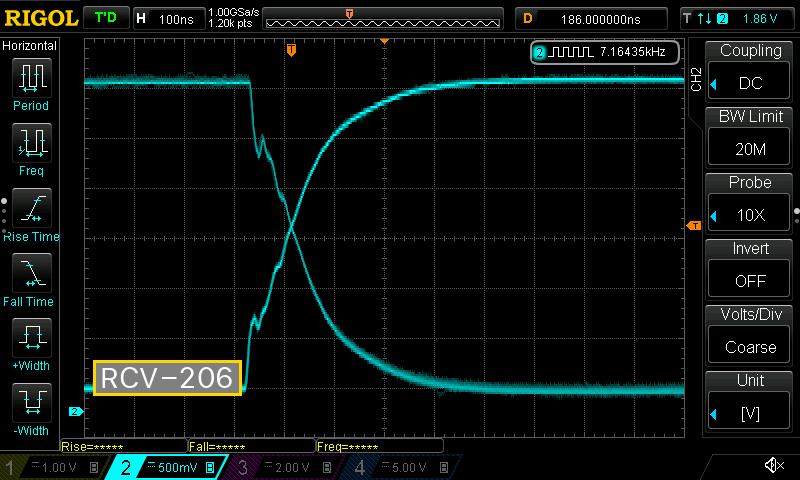 RIGOL T'D H 100ns 1.00GSa/s D 186.000000ns T 2 1.86 V
1.20k pts
Horizontal
Period
Freq
Rise Time
Fall Time
+Width
-Width
T
T
2 7.16435kHz
T
2
RCV-206
CH2
Coupling
DC
BW Limit
20M
Probe
10X
Invert
OFF
Volts/Div
Coarse
Unit
[V]
Rise=***** Fall=***** Freq=*****
1 1.00 V B 2 500mV B 3 2.00 V B 4 5.00 V B